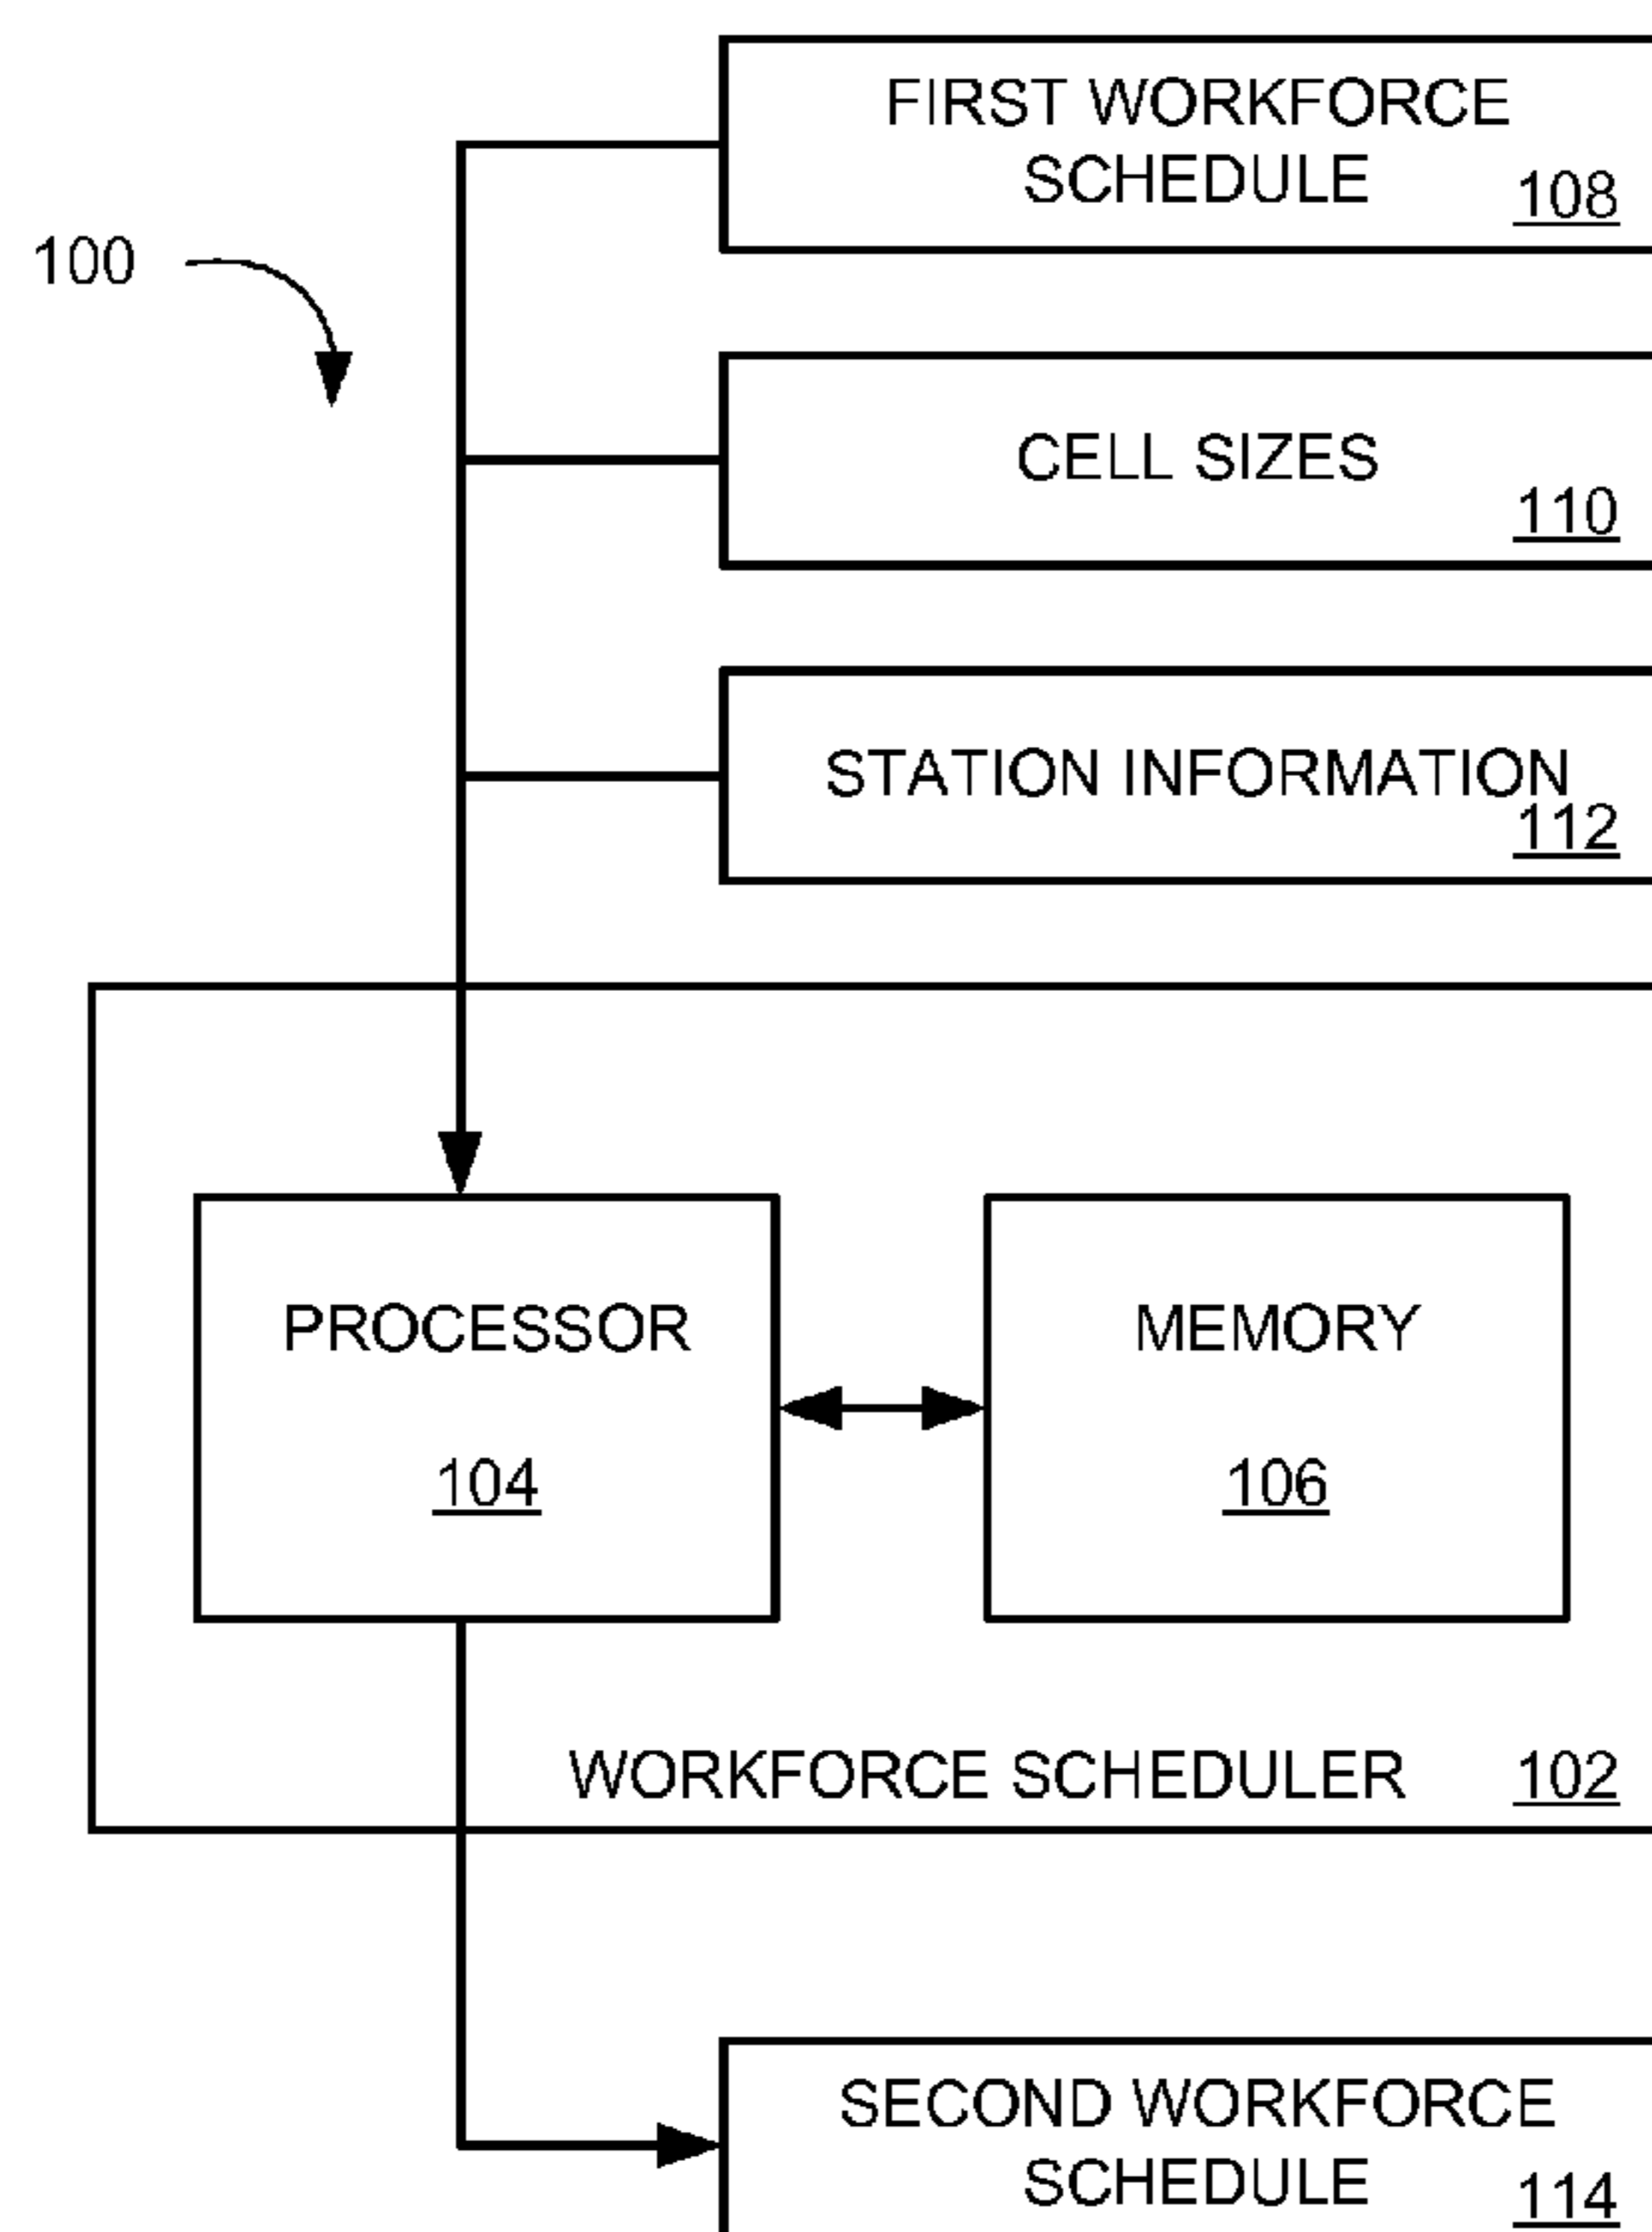 FIRST WORKFORCE
SCHEDULE
108
100
CELL SIZES
110
STATION INFORMATION
112
PROCESSOR
104
MEMORY
106
WORKFORCE SCHEDULER 102
SECOND WORKFORCE
SCHEDULE
114